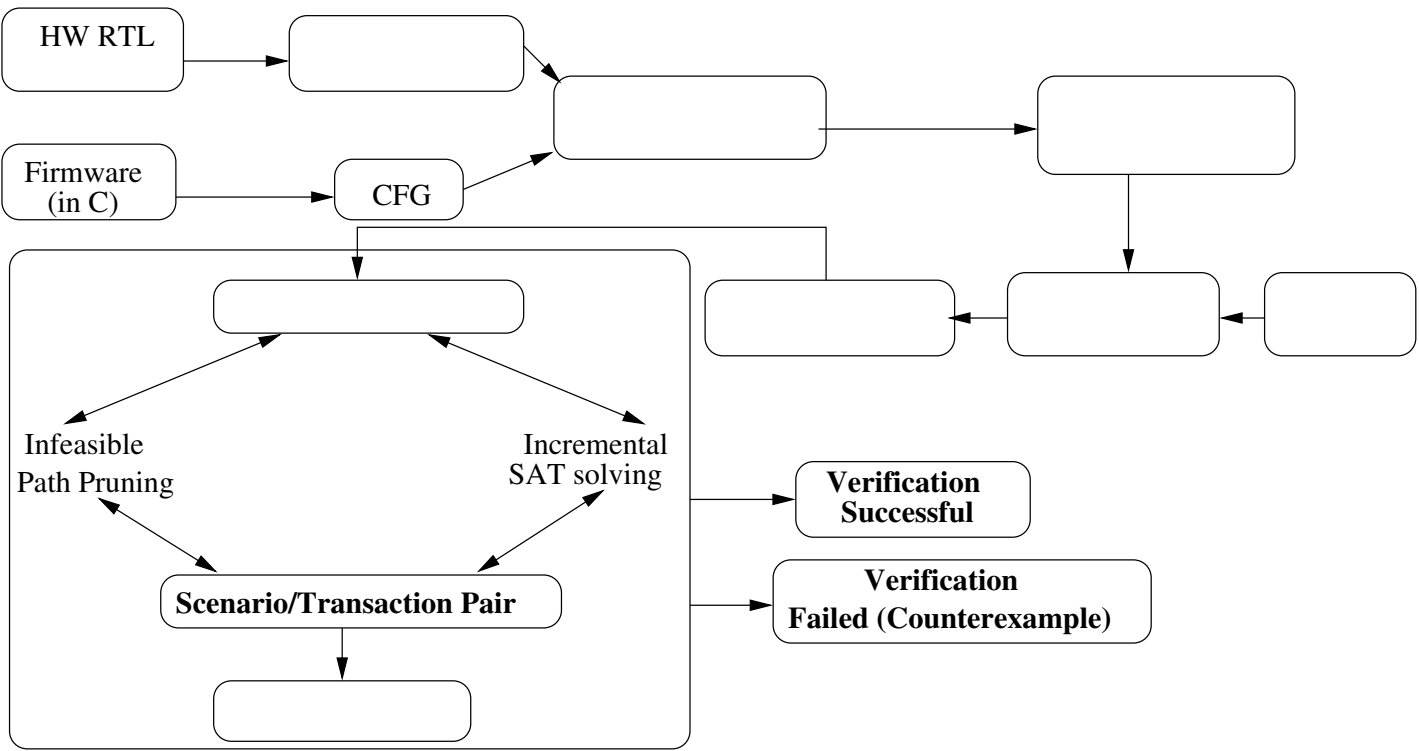 HW RTL
Firmware
(in C)
CFG
Infeasible
Path Pruning
Incremental
SAT solving
Verification
Successful
Scenario/Transaction Pair
Verification
Failed (Counterexample)